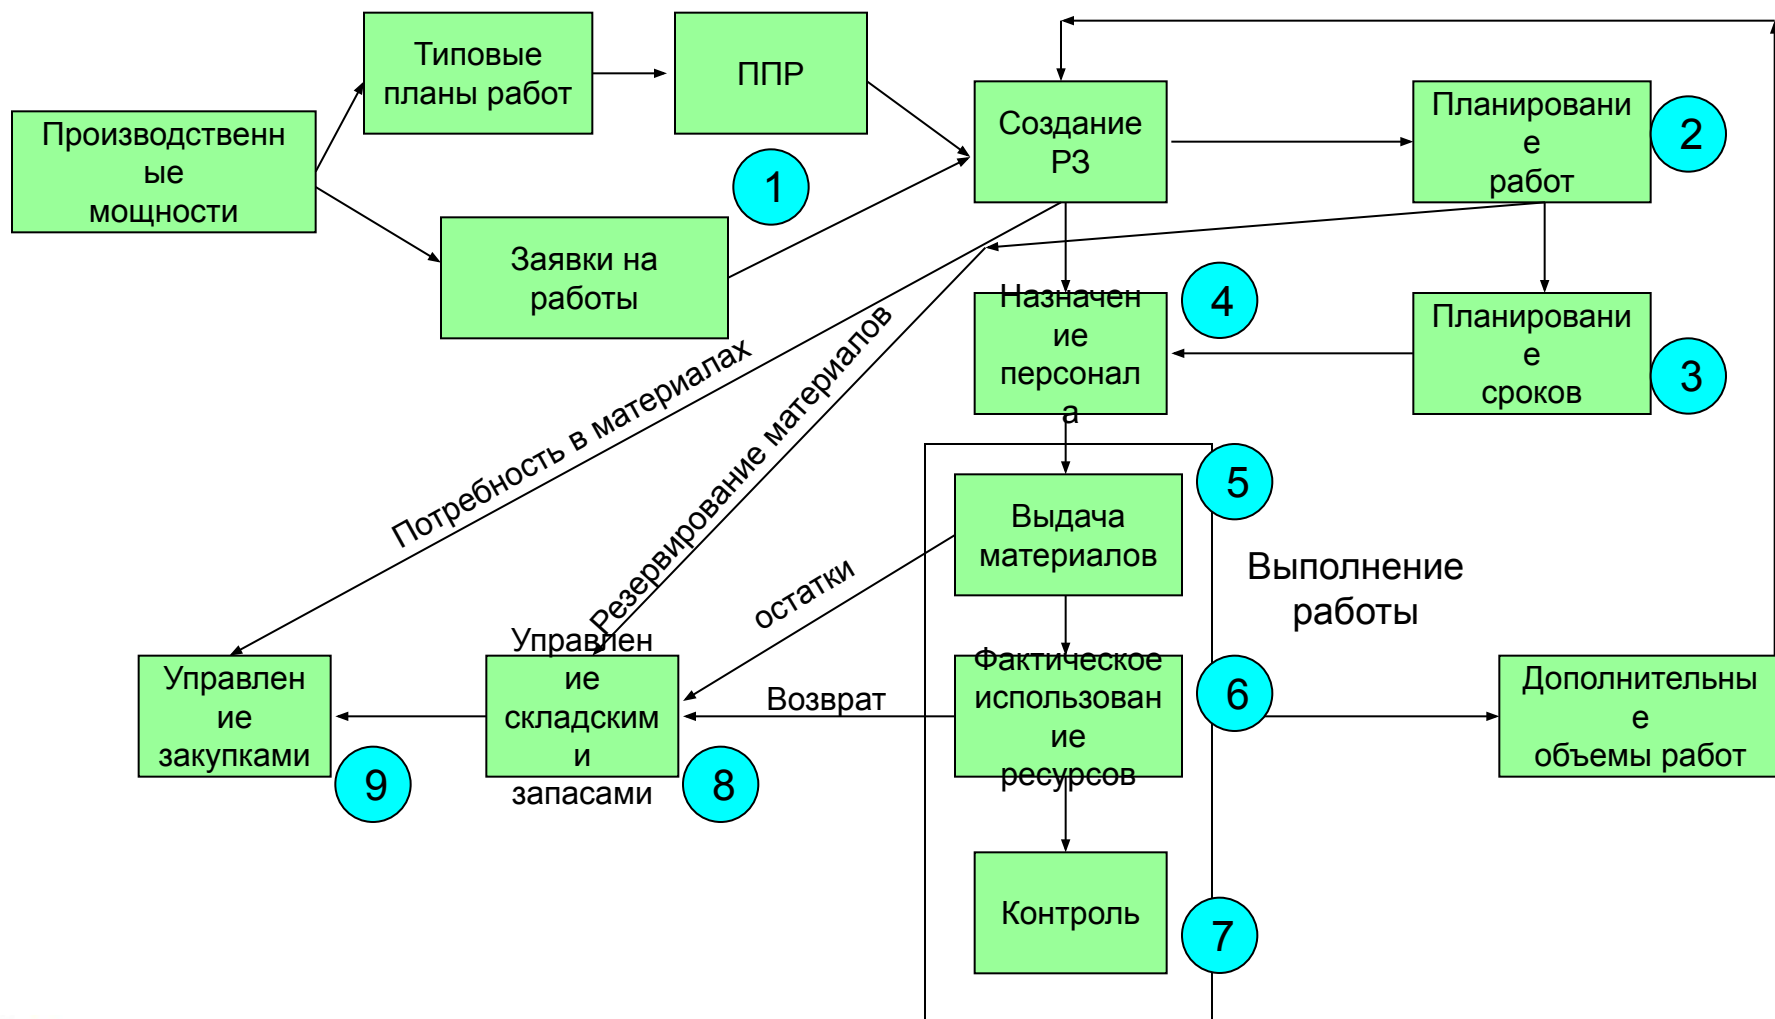 Типовые
планы работ
ППР
Производственн
ые
мощности
1
Заявки на
работы
Создание
РЗ
Планировани
е
работ
2
Назначен
ие
персонал
а
4
Планировани
е
сроков
3
Потребность в материалах
Резервирование материалов
5
Выдача
материалов
Выполнение
работы
остатки
Управлен
ие
закупками
9
Управлен
ие
складским
и
запасами
8
Возврат
Фактическое
использован
ие
ресурсов
6
Дополнительны
е
объемы работ
Контроль
7